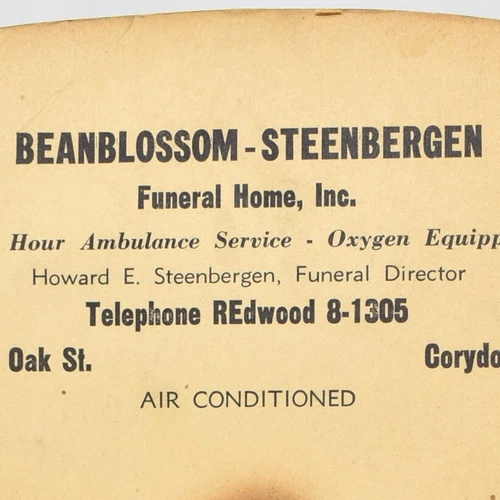 BEANBLOSSOM - STEENBERGEN
Funeral Home, Inc.
Hour Ambulance Service - Oxygen Equipp
Howard E. Steenbergen, Funeral Director
Telephone REdwood 8-1305
Oak St. Corydo
AIR CONDITIONED